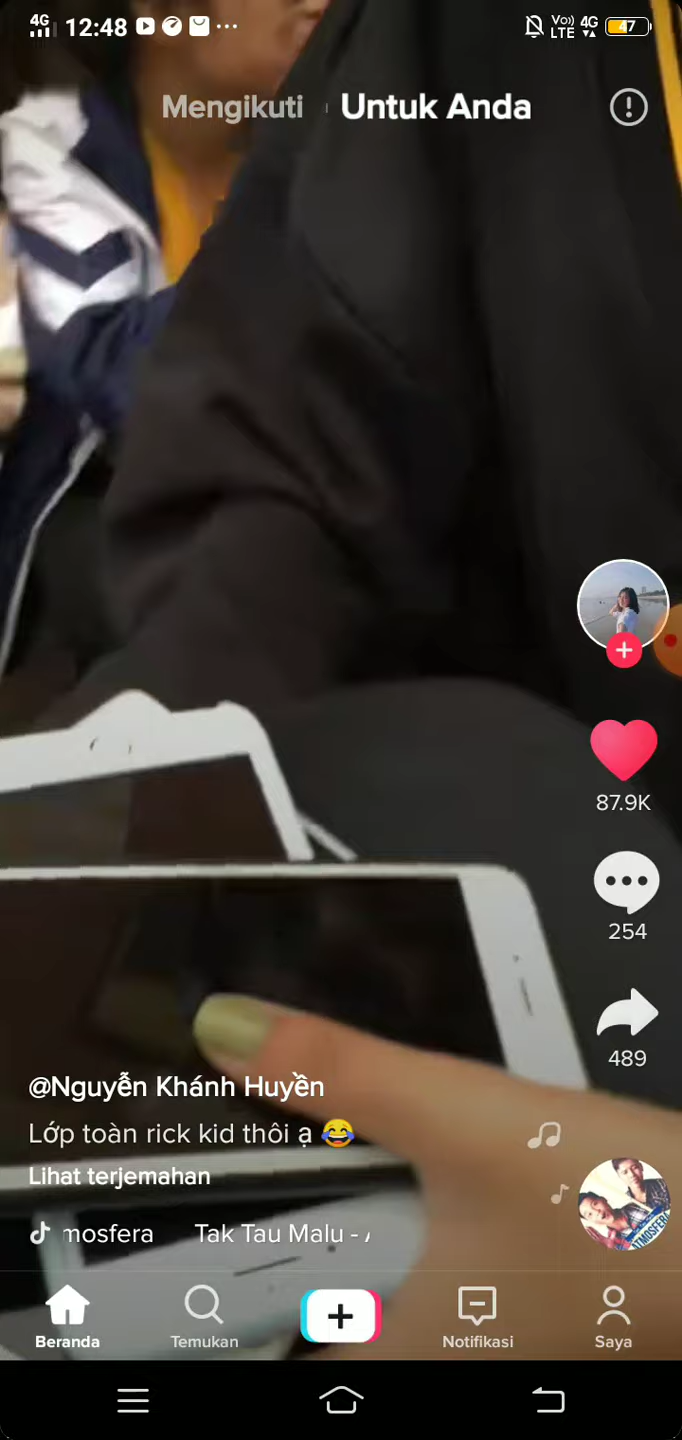 4G 12:48 Vo)) LTE 4G 47
Mengikuti Untuk Anda
87.9K
254
489
@Nguyễn Khánh Huyền
Lớp toàn rick kid thôi ạ 😂
Lihat terjemahan
mosfera Tak Tau Malu - 
ATMOSFERA
Beranda Temukan Notifikasi Saya